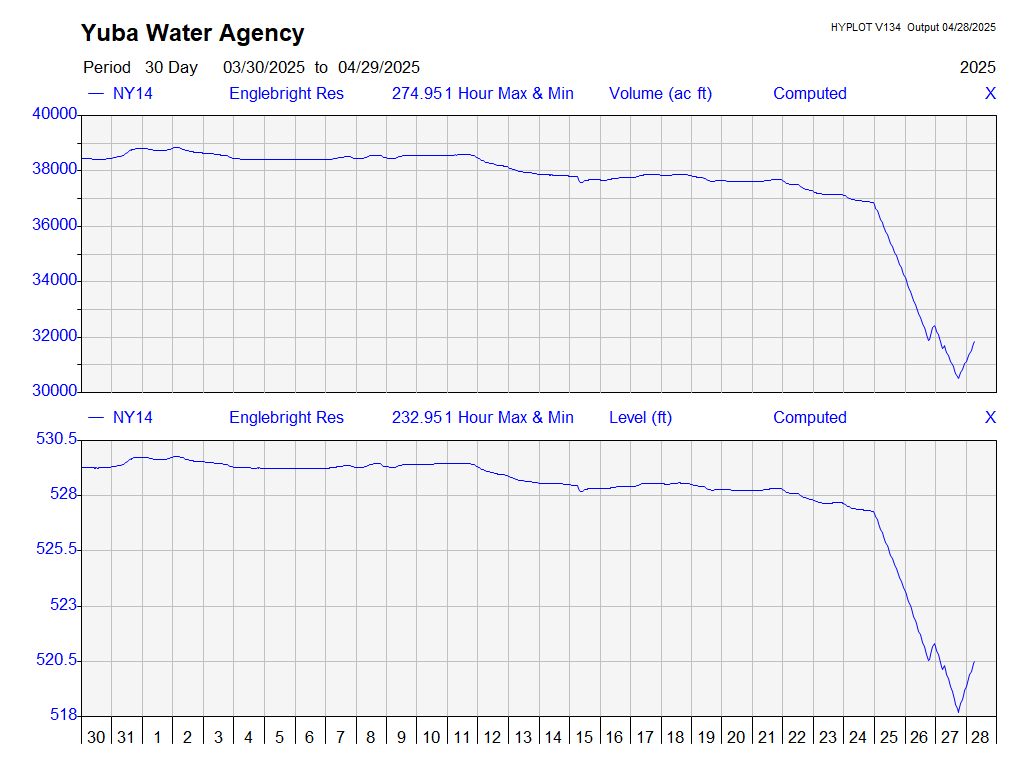 Yuba Water Agency
HYPLOT V134 Output 04/28/2025
Period 30 Day 03/30/2025 to 04/29/2025 2025
NY14 Englebright Res 274.951 Hour Max & Min Volume (ac ft) Computed X
40000
38000
36000
34000
32000
30000
NY14 Englebright Res 232.951 Hour Max & Min Level (ft) Computed X
530.5
528
525.5
523
520.5
518
30 31 1 2 3 4 5 6 7 8 9 10 11 12 13 14 15 16 17 18 19 20 21 22 23 24 25 26 27 28